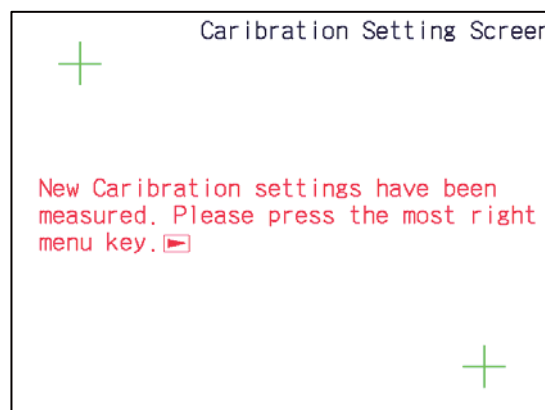 Caribration Setting Screen
New Caribration settings have been
measured. Please press the most right
menu key.